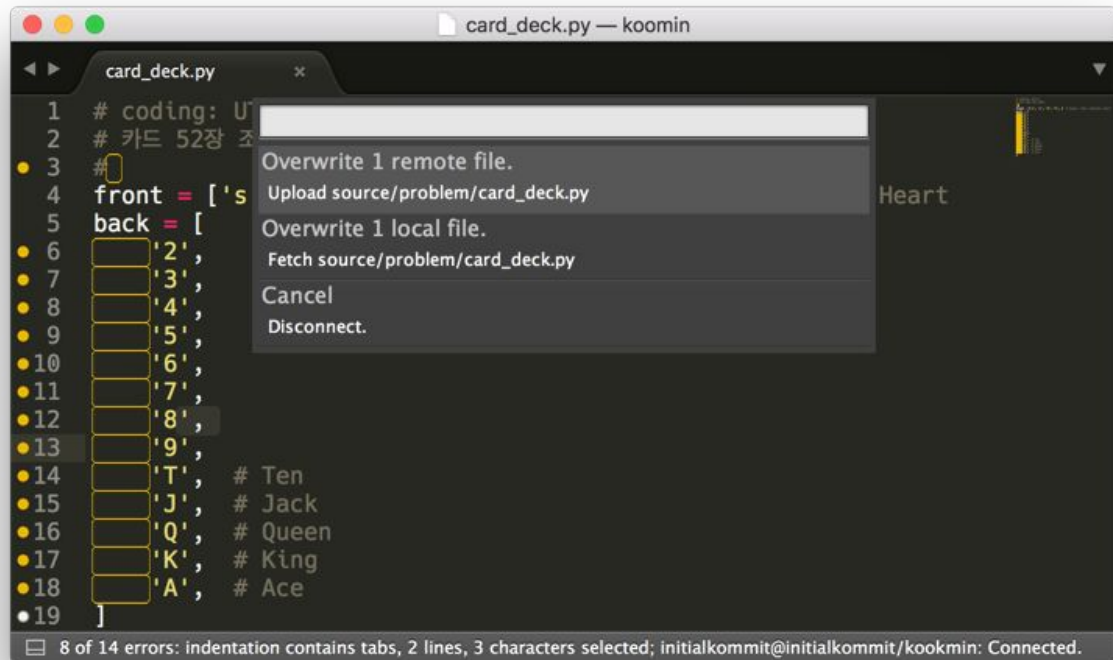 card_deck.py — koomin
card_deck.py
1 # coding: U
2 # 카드 52장 조
3 #
4 front = ['s Heart
5 back = [
6 '2',
7 '3',
8 '4',
9 '5',
10 '6',
11 '7',
12 '8',
13 '9',
14 'T', # Ten
15 'J', # Jack
16 'Q', # Queen
17 'K', # King
18 'A', # Ace
19 ]
Overwrite 1 remote file.
Upload source/problem/card_deck.py
Overwrite 1 local file.
Fetch source/problem/card_deck.py
Cancel
Disconnect.
8 of 14 errors: indentation contains tabs, 2 lines, 3 characters selected; initialkommit@initialkommit/kookmin: Connected.